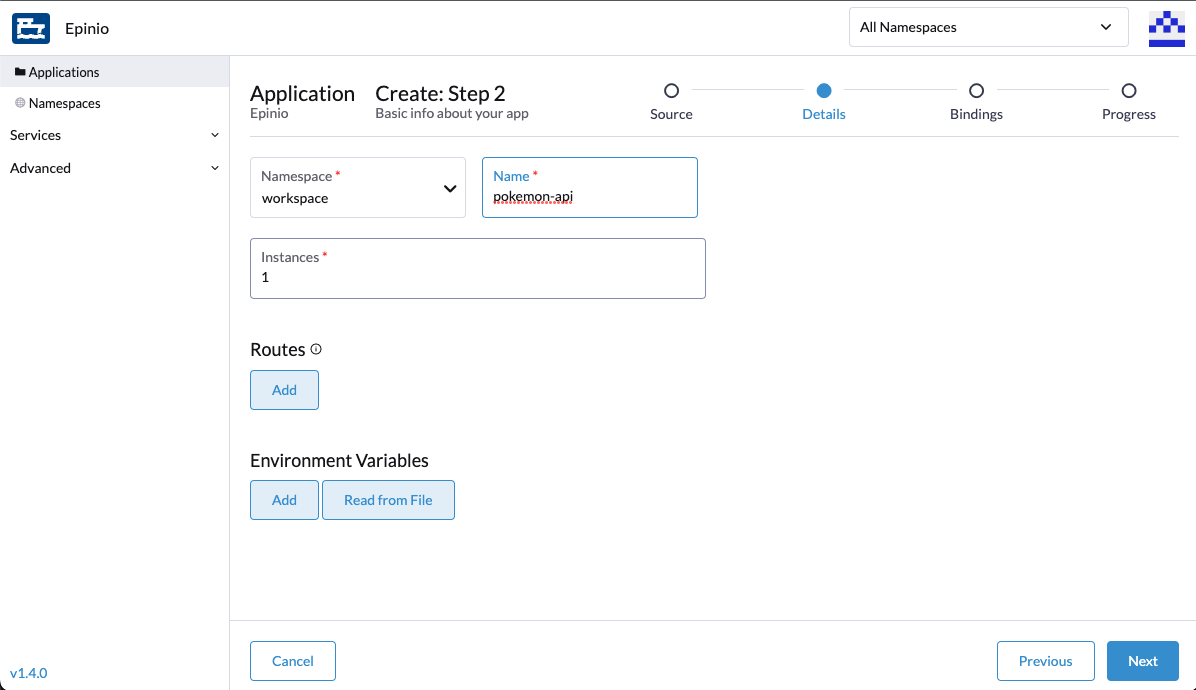 Epinio
All Namespaces
Applications
Namespaces
Services
Advanced
Application Create: Step 2
Epinio Basic info about your app
Source Details Bindings Progress
Namespace *
workspace
Name *
pokemon-api
Instances *
1
Routes
Add
Environment Variables
Add Read from File
Cancel Previous Next
v1.4.0